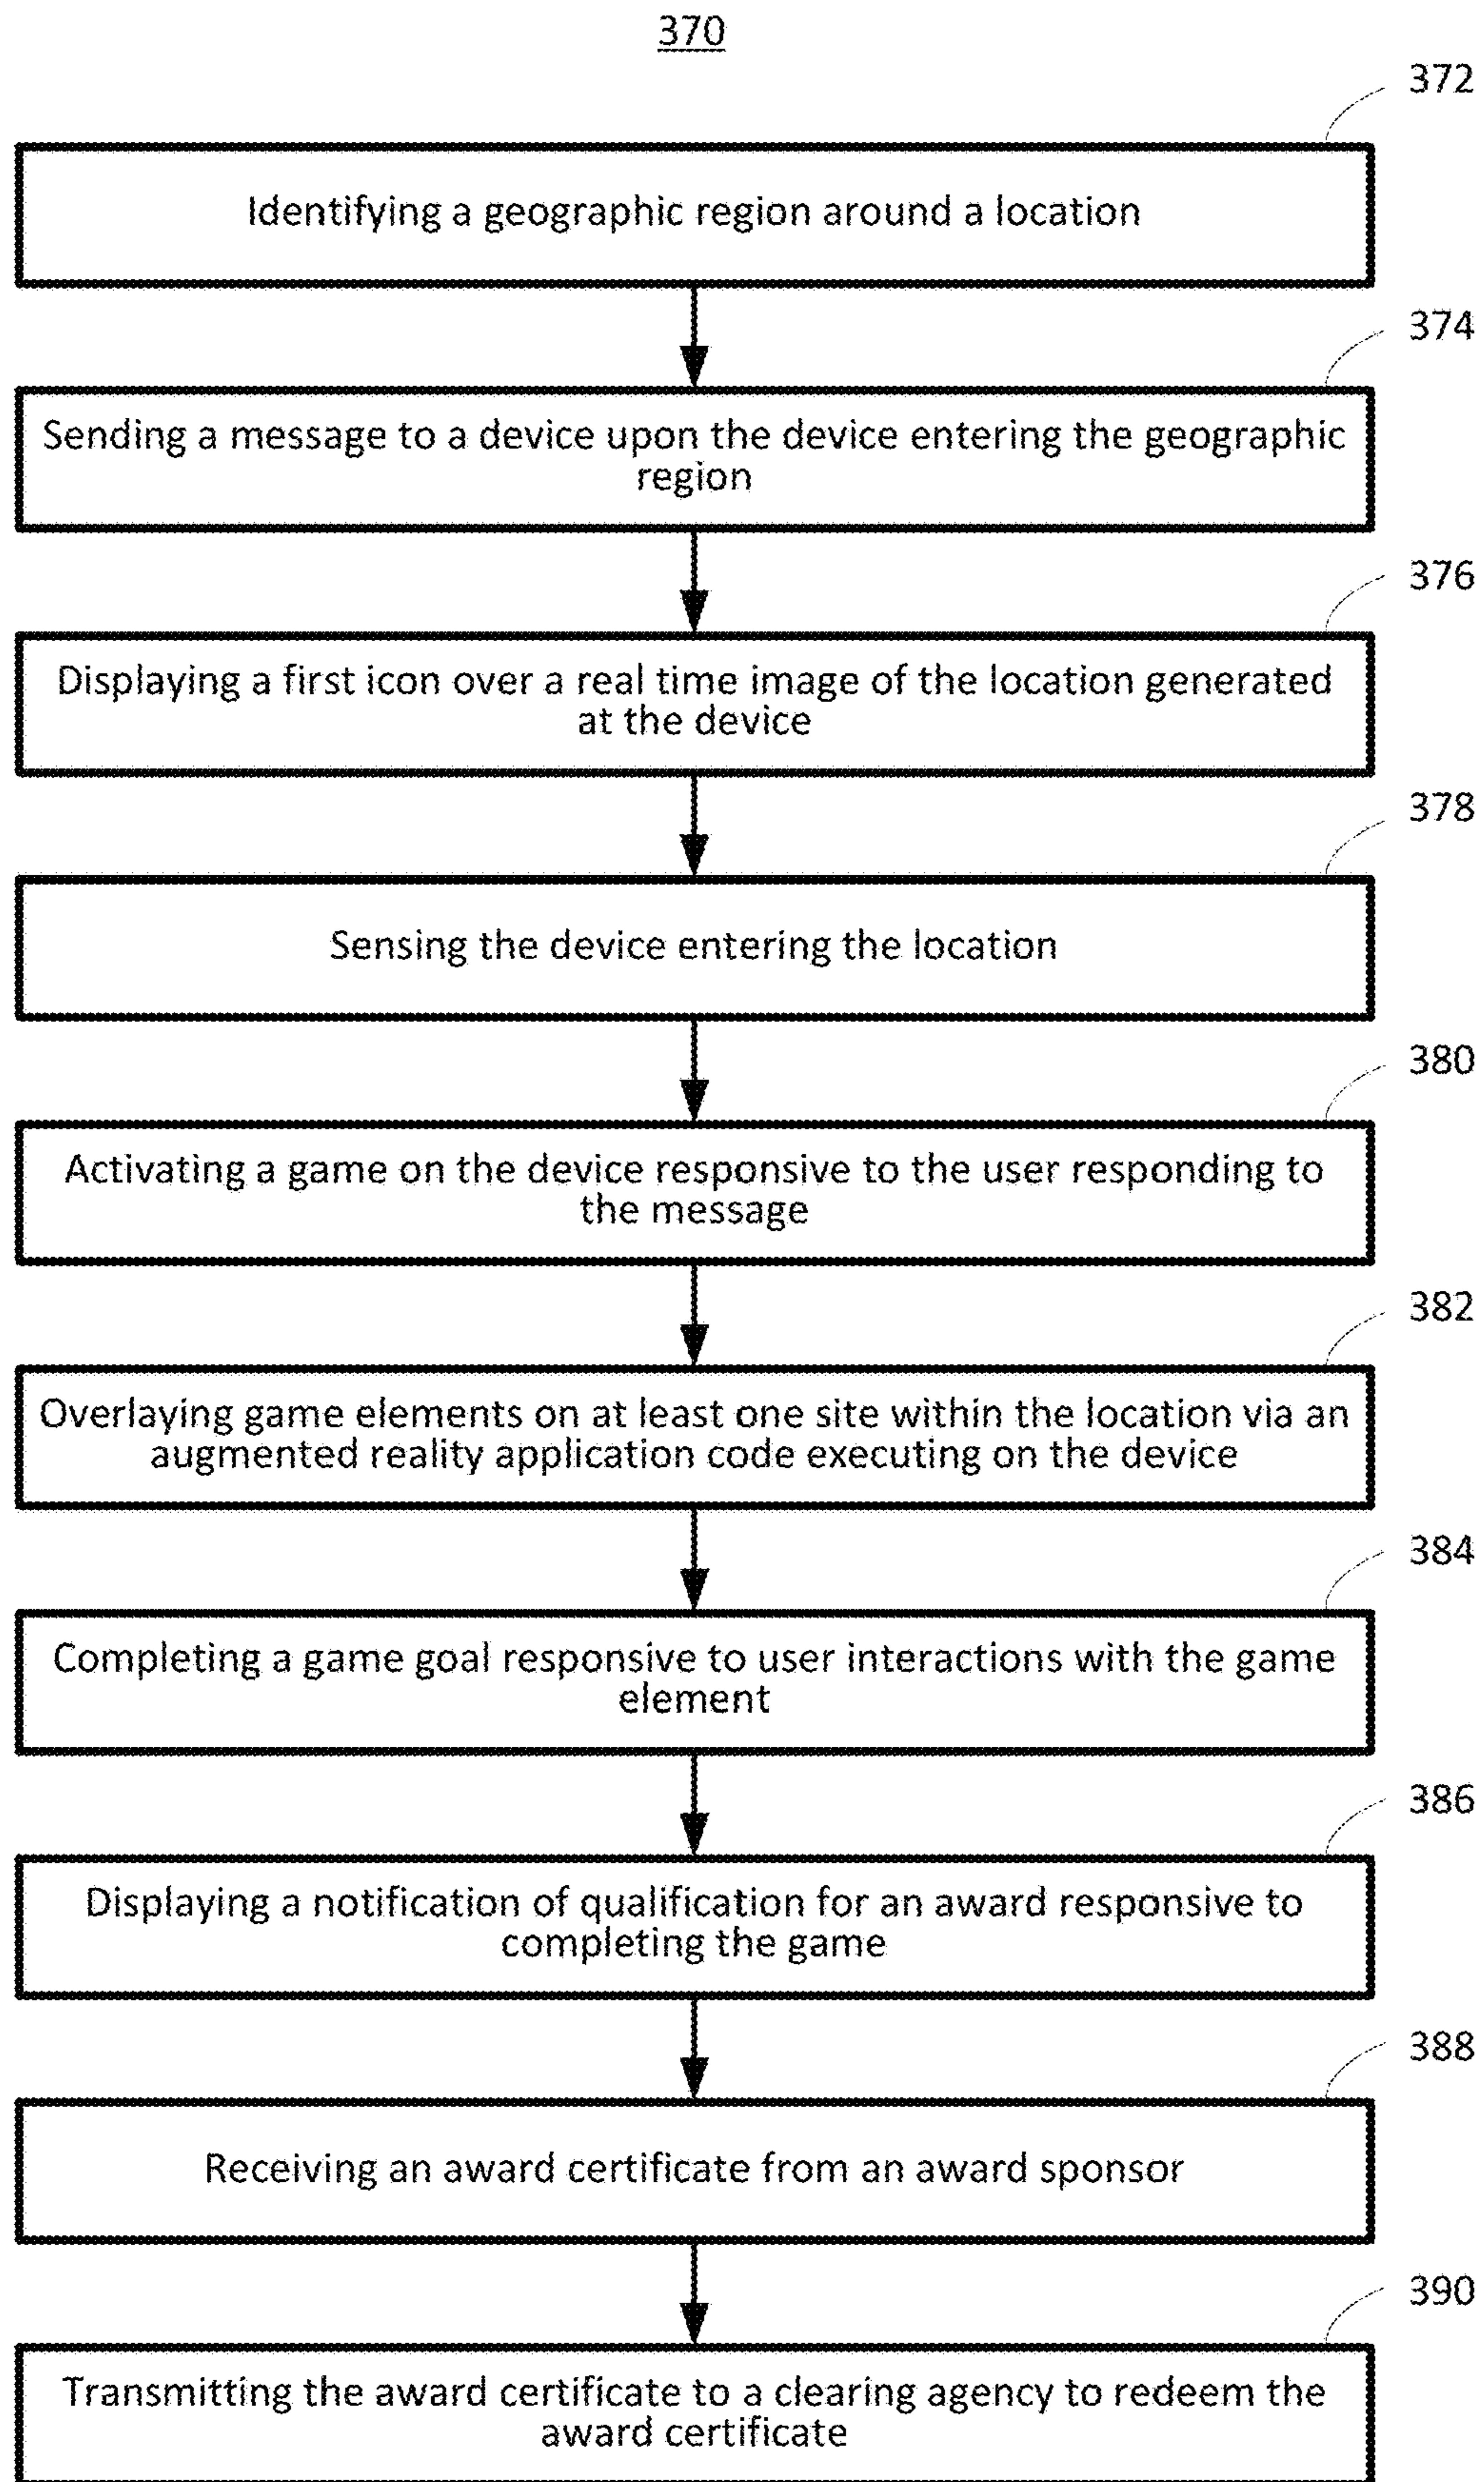 370
372
Identifying a geographic region around a location
374
Sending a message to a device upon the device entering the geographic
region
376
Displaying a first icon over a real time image of the location generated
at the device
378
Sensing the device entering the location
380
Activating a game on the device responsive to the user responding to
the message
382
Overlaying game elements on at least one site within the location via an
augmented reality application code executing on the device
384
Completing a game goal responsive to user interactions with the game
element
386
Displaying a notification of qualification for an award responsive to
completing the game
388
Receiving an award certificate from an award sponsor
390
Transmitting the award certificate to a clearing agency to redeem the
award certificate